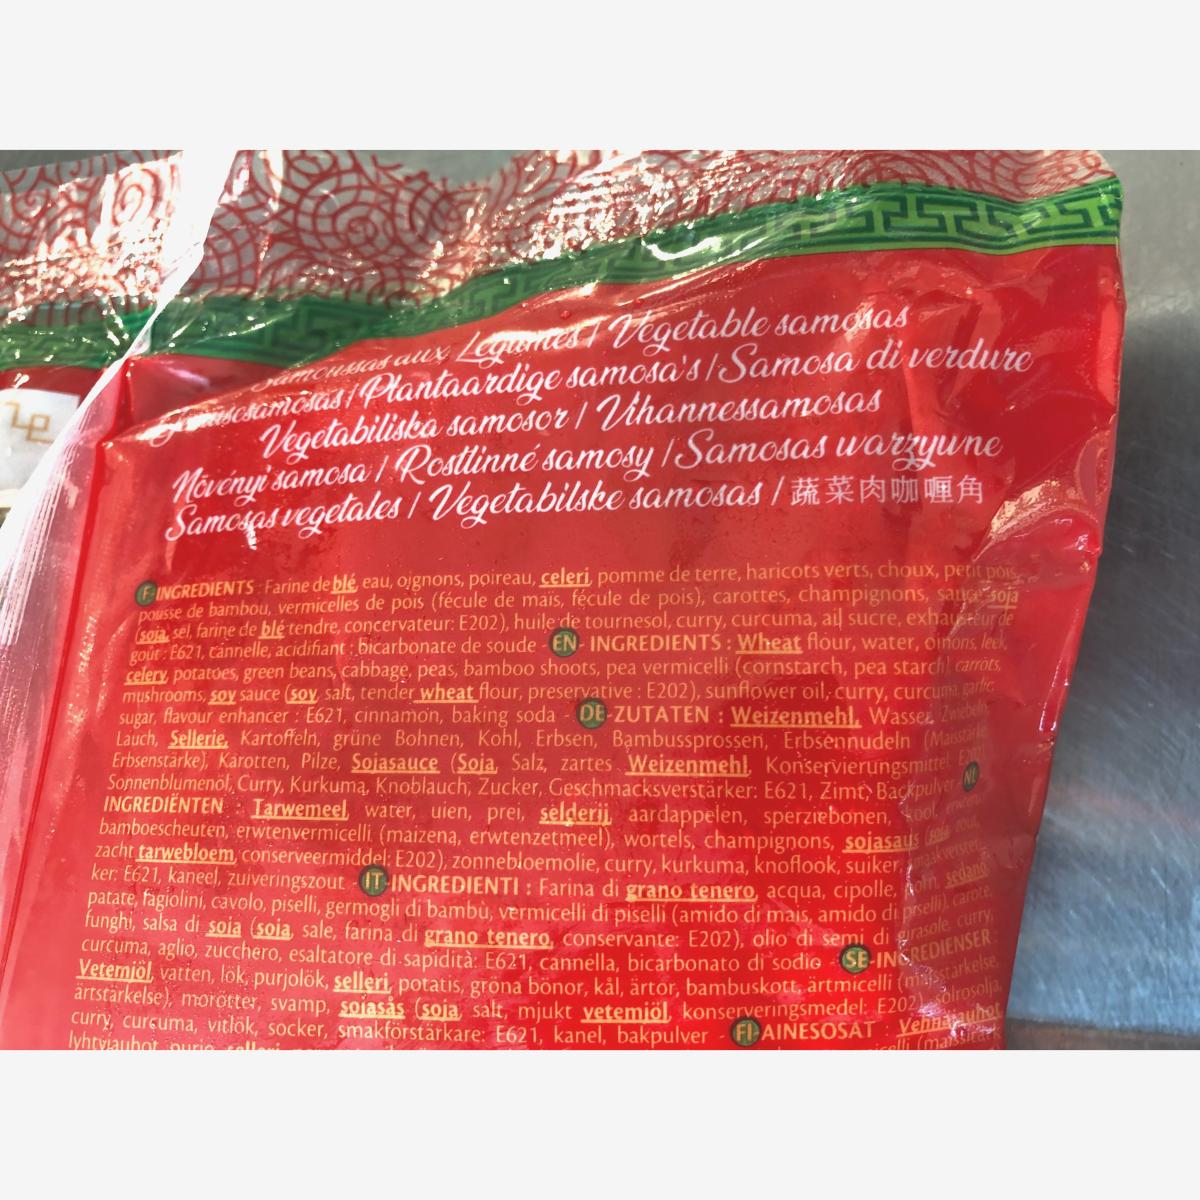 Samoussas aux Légumes / Vegetable samosas
Plantaardige samosa's / Samosa di verdure
Vegetabiliska samosor / Vihannessamosas
Növényi samosa / Rostlinné samosy / Samosas warzywne
Samosas vegetales / Vegetabilske samosas / 蔬菜肉咖喱角
F INGREDIENTS : Farine de blé, eau, oignons, poireau, celeri, pomme de terre, haricots verts, choux, petit pois,
pousse de bambou, vermicelles de pois (fécule de maïs, fécule de pois), carottes, champignons, sauce soja
(soja, sel, farine de blé tendre, concervateur: E202), huile de tournesol, curry, curcuma, ail sucre, exhausteur de
goût : E621, cannelle, acidifiant : bicarbonate de soude - EN - INGREDIENTS : Wheat flour, water, onions, leek,
celery, potatoes, green beans, cabbage, peas, bamboo shoots, pea vermicelli (cornstarch, pea starch), carrots,
mushrooms, soy sauce (soy, salt, tender wheat flour, preservative : E202), sunflower oil, curry, curcuma, garlic,
sugar, flavour enhancer : E621, cinnamon, baking soda - DE - ZUTATEN : Weizenmehl, Wasser, Zwiebeln,
Lauch, Sellerie, Kartoffeln, grüne Bohnen, Kohl, Erbsen, Bambussprossen, Erbsennudeln (Maisstärke,
Erbsenstärke), Karotten, Pilze, Sojasauce (Soja, Salz, zartes Weizenmehl, Konservierungsmittel, E202),
Sonnenblumenöl, Curry, Kurkuma, Knoblauch, Zucker, Geschmacksverstärker: E621, Zimt, Backpulver - NL
INGREDIËNTEN : Tarwemeel, water, uien, prei, selderij, aardappelen, sperziebonen, kool, erwten,
bamboescheuten, erwtenvermicelli (maizena, erwtenzetmeel), wortels, champignons, sojasaus (soja, zout,
zacht tarwebloem, conserveermiddel: E202), zonnebloemolie, curry, kurkuma, knoflook, suiker, smaakverster-
ker: E621, kaneel, zuiveringszout - IT - INGREDIENTI : Farina di grano tenero, acqua, cipolle, porri, sedano,
patate, fagiolini, cavolo, piselli, germogli di bambù, vermicelli di piselli (amido di mais, amido di piselli), carote,
funghi, salsa di soia (soia, sale, farina di grano tenero, conservante: E202), olio di semi di girasole, curry,
curcuma, aglio, zucchero, esaltatore di sapidità: E621, cannella, bicarbonato di sodio - SE - INGREDIENSER :
Vetemjöl, vatten, lök, purjolök, selleri, potatis, gröna bönor, kål, ärtor, bambuskott, ärtmicelli (majsstärkelse,
ärtstärkelse), morötter, svamp, sojasås (soja, salt, mjukt vetemjöl, konserveringsmedel: E202), solrosolja,
curry, curcuma, vitlök, socker, smakförstärkare: E621, kanel, bakpulver - FI - AINESOSAT : Vehnäjauhot